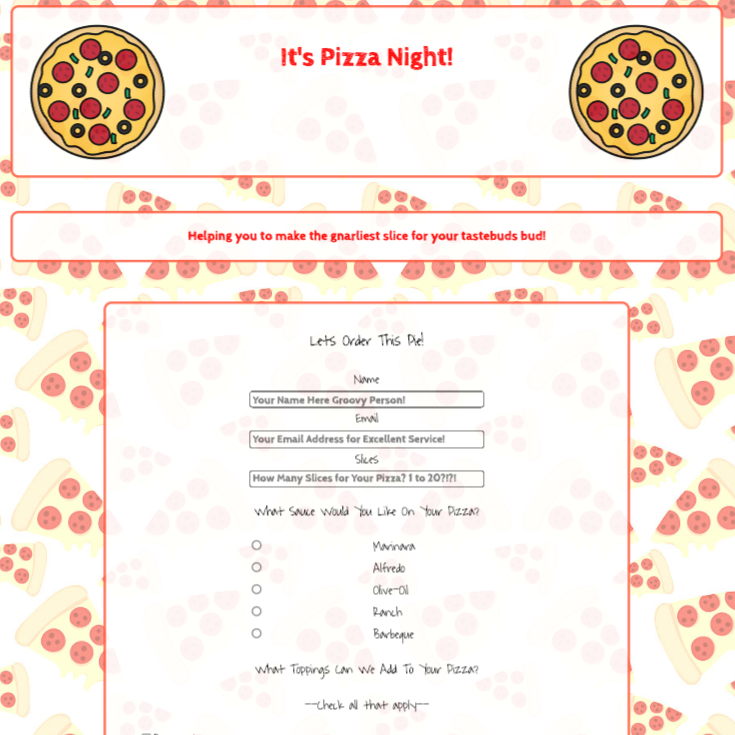 It's Pizza Night!
Helping you to make the gnarliest slice for your tastebuds bud!
Lets Order This Pie!
Name
Your Name Here Groovy Person!
Email
Your Email Address for Excellent Service!
Slices
How Many Slices for Your Pizza? 1 to 20?!?!
What Sauce Would You Like On Your Pizza?
Marinara
Alfredo
Olive-Oil
Ranch
Barbeque
What Toppings Can We Add To Your Pizza?
--Check all that apply--